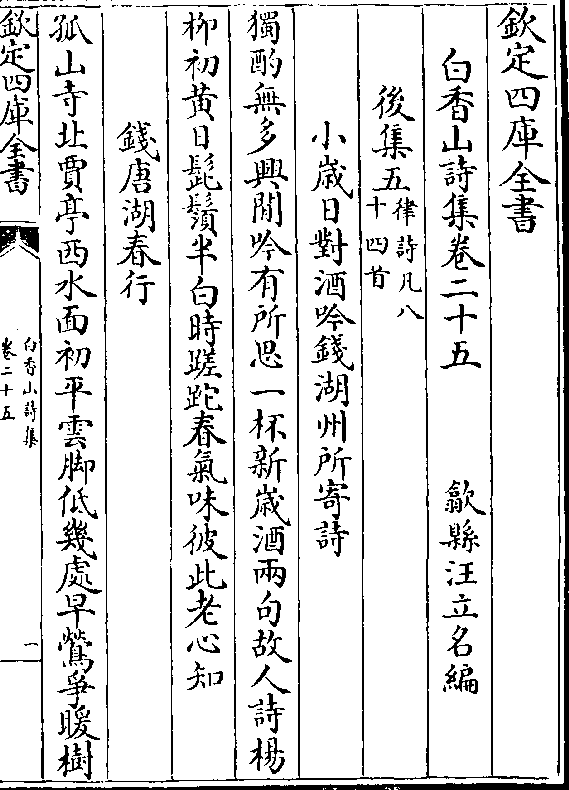 欽定四庫全書
白香山詩集卷二十五　歙縣汪立名編
後集五律詩凡八
十四首
小歳日對酒吟錢湖州所寄詩
獨酌無多興閒吟有所思一杯新歳酒兩句故人詩楊
柳初黄日髭鬚半白時蹉跎春氣味彼此老心知
錢唐湖春行
孤山寺北賈亭西水面初平雲脚低幾處早鶯爭暖樹
欽定四庫全書
白香山詩集
卷二十五
一